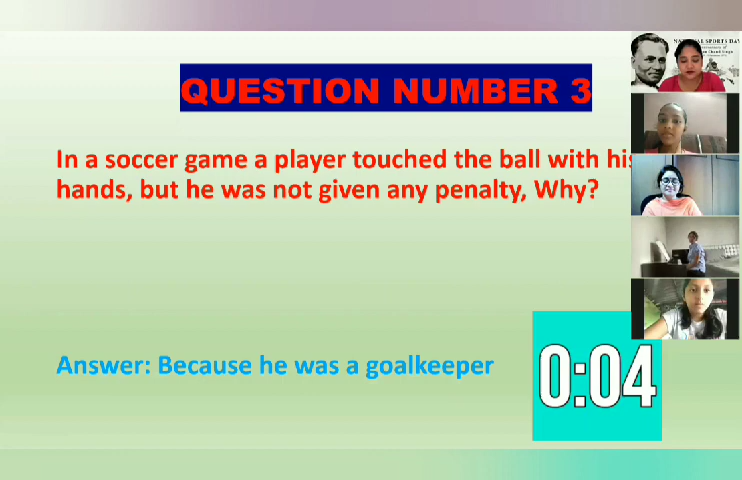 QUESTION NUMBER 3
In a soccer game a player touched the ball with his
hands, but he was not given any penalty, Why?
Answer: Because he was a goalkeeper
0:04